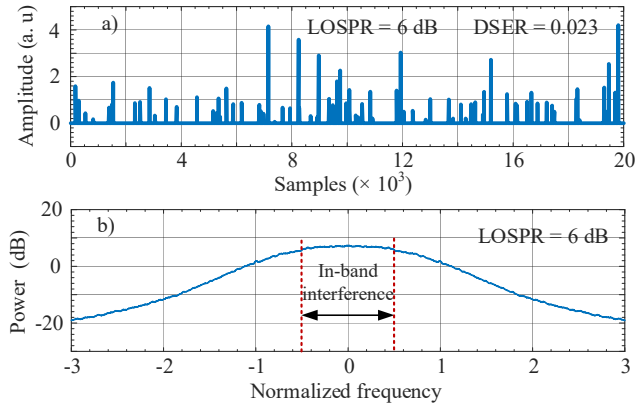 a) LOSPR = 6 dB DSER = 0.023
4
2
0
Amplitude (a. u)
0 4 8 12 16 20
Samples (× 10³)
b) LOSPR = 6 dB
20
0
-20
Power (dB)
In-band
interference
-3 -2 -1 0 1 2 3
Normalized frequency